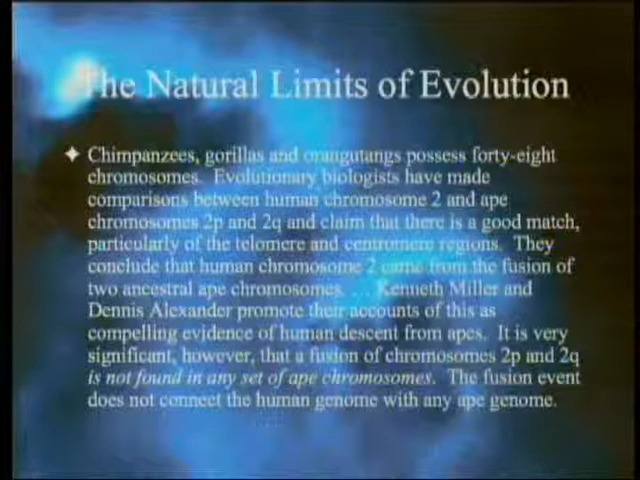 The Natural Limits of Evolution
Chimpanzees, gorillas and orangutangs possess forty-eight
chromosomes. Evolutionary biologists have made
comparisons between human chromosome 2 and ape
chromosomes 2p and 2q and claim that there is a good match,
particularly of the telomere and centromere regions. They
conclude that human chromosome 2 came from the fusion of
two ancestral ape chromosomes. … Kenneth Miller and
Dennis Alexander promote their accounts of this as
compelling evidence of human descent from apes. It is very
significant, however, that a fusion of chromosomes 2p and 2q
is not found in any set of ape chromosomes. The fusion event
does not connect the human genome with any ape genome.